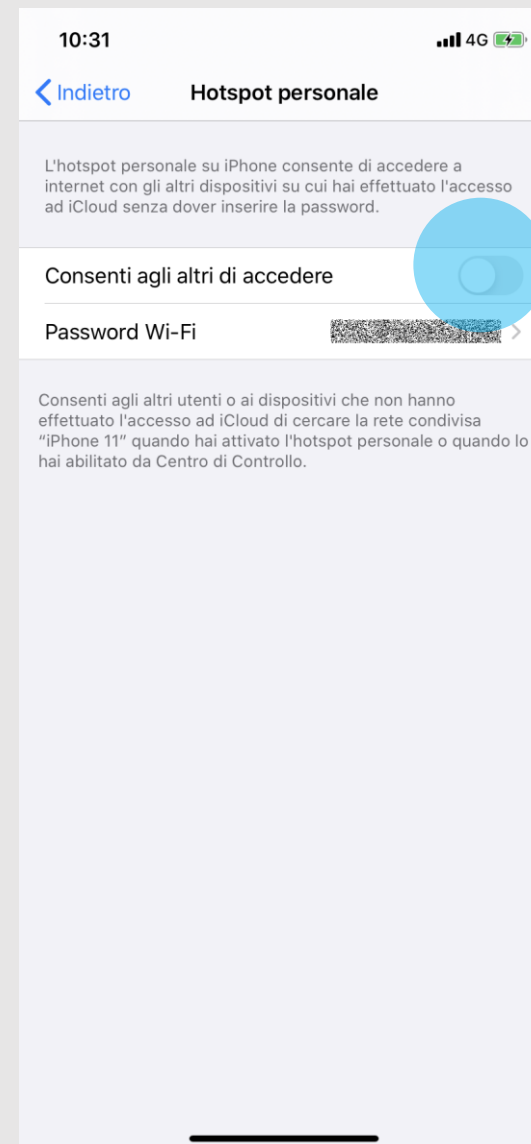 10:31 4G
Indietro Hotspot personale
L'hotspot personale su iPhone consente di accedere a
internet con gli altri dispositivi su cui hai effettuato l'accesso
ad iCloud senza dover inserire la password.
Consenti agli altri di accedere
Password Wi-Fi
Consenti agli altri utenti o ai dispositivi che non hanno
effettuato l'accesso ad iCloud di cercare la rete condivisa
“iPhone 11” quando hai attivato l'hotspot personale o quando lo
hai abilitato da Centro di Controllo.